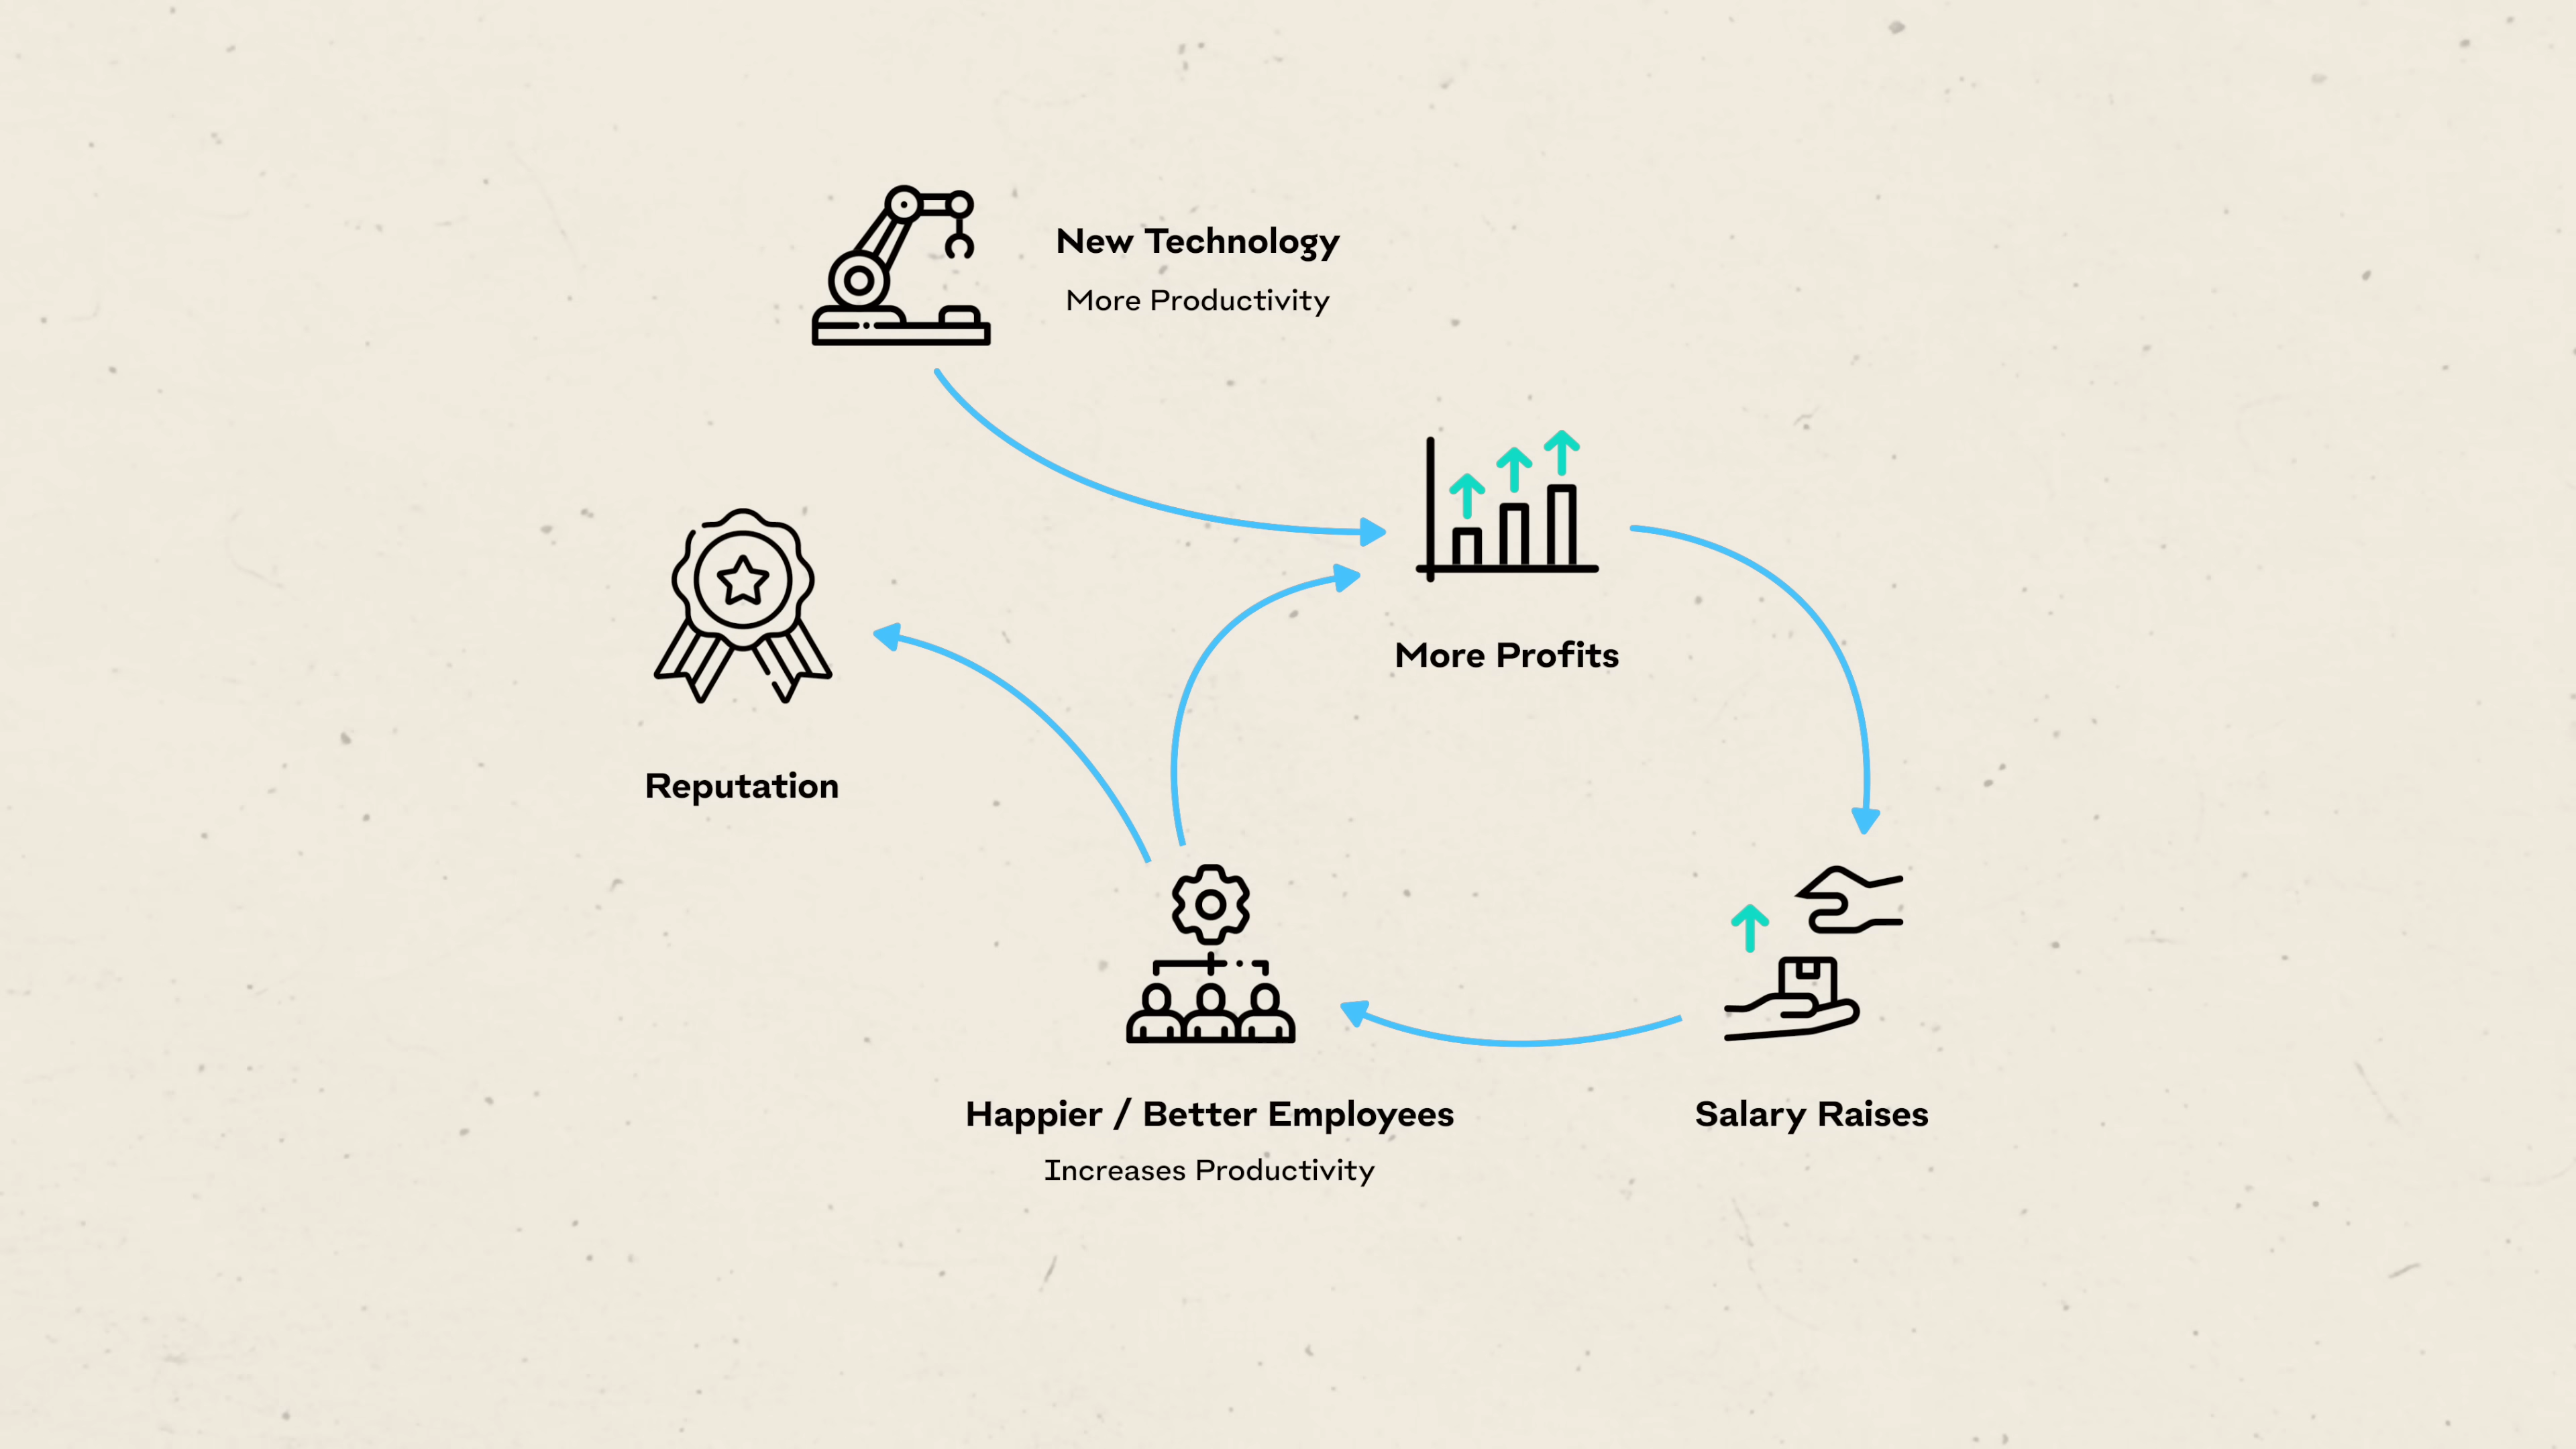 New Technology
More Productivity
More Profits
Reputation
Happier / Better Employees
Increases Productivity
Salary Raises